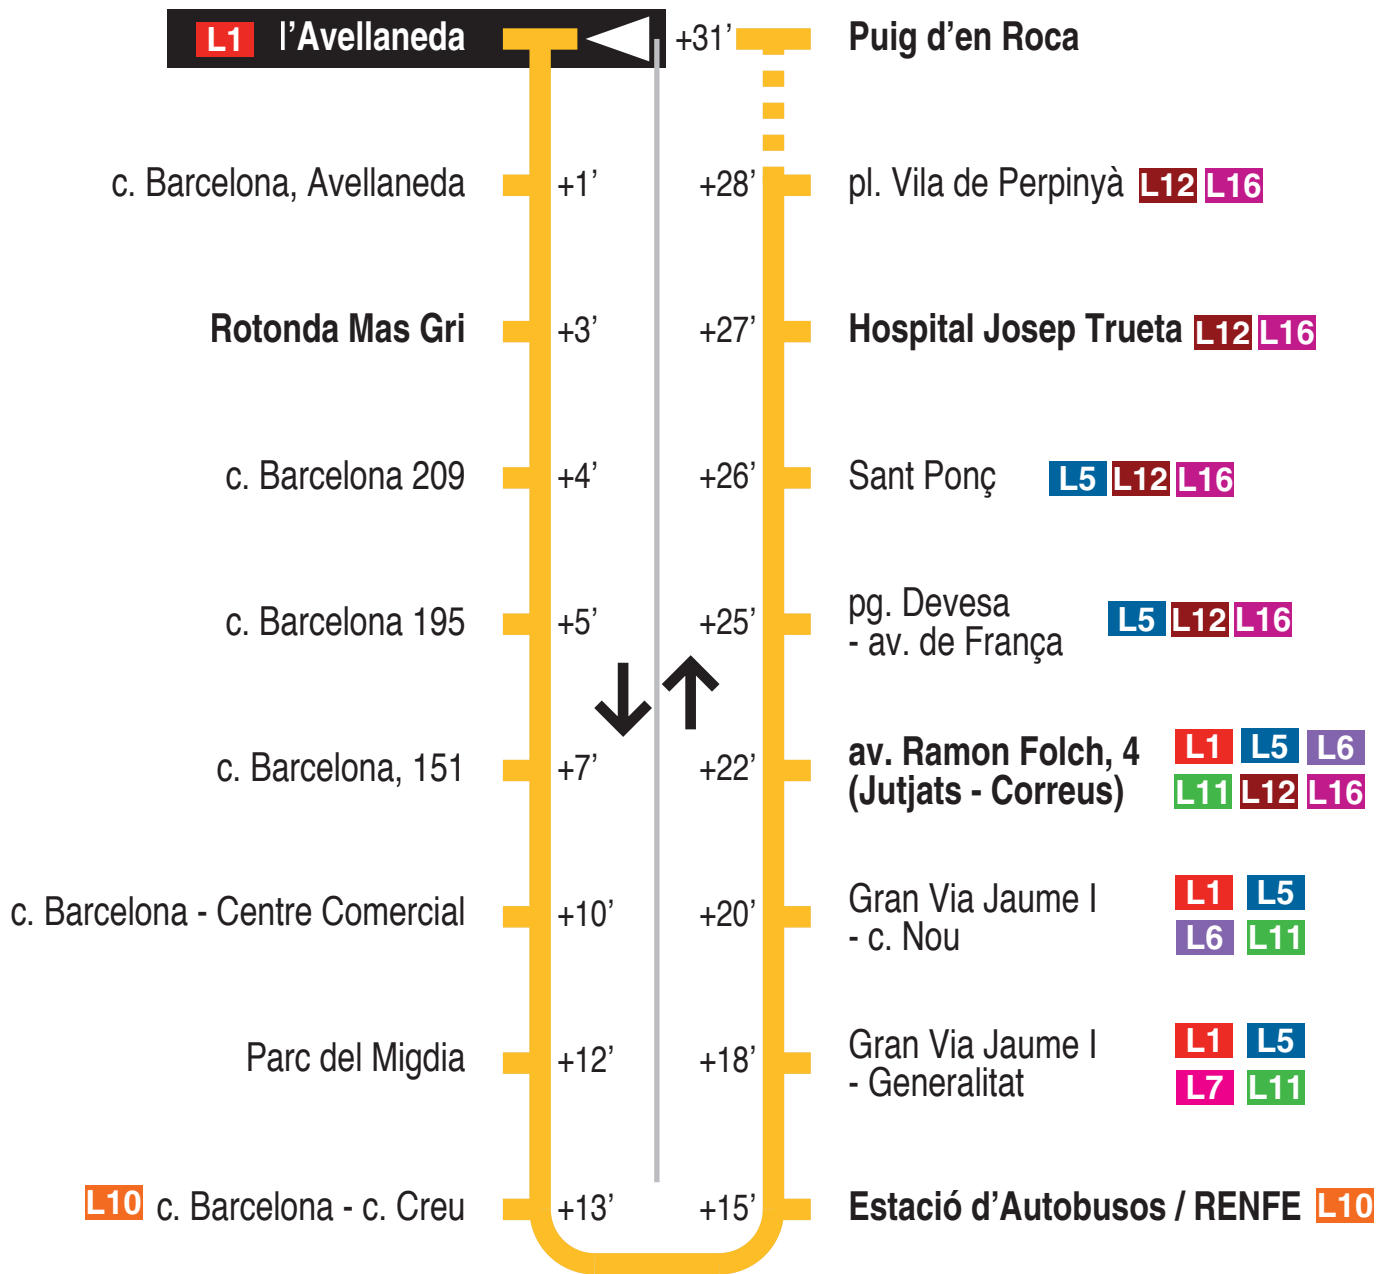 L1 l’Avellaneda
c. Barcelona, Avellaneda +1’
Rotonda Mas Gri +3’
c. Barcelona 209 +4’
c. Barcelona 195 +5’
c. Barcelona, 151 +7’
c. Barcelona - Centre Comercial +10’
Parc del Migdia +12’
L10 c. Barcelona - c. Creu +13’
+31’ Puig d’en Roca
+28’ pl. Vila de Perpinyà L12 L16
+27’ Hospital Josep Trueta L12 L16
+26’ Sant Ponç L5 L12 L16
+25’ pg. Devesa
- av. de França L5 L12 L16
+22’ av. Ramon Folch, 4 L1 L5 L6
(Jutjats - Correus) L11 L12 L16
+20’ Gran Via Jaume I L1 L5
- c. Nou L6 L11
+18’ Gran Via Jaume I L1 L5
- Generalitat L7 L11
+15’ Estació d’Autobusos / RENFE L10